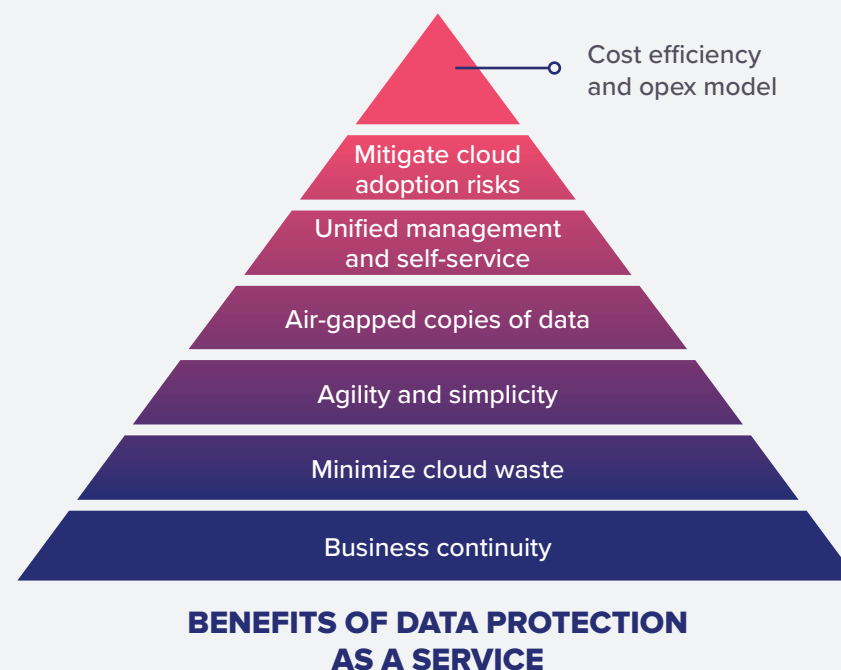 Cost efficiency
and opex model
Mitigate cloud
adoption risks
Unified management
and self-service
Air-gapped copies of data
Agility and simplicity
Minimize cloud waste
Business continuity
BENEFITS OF DATA PROTECTION
AS A SERVICE